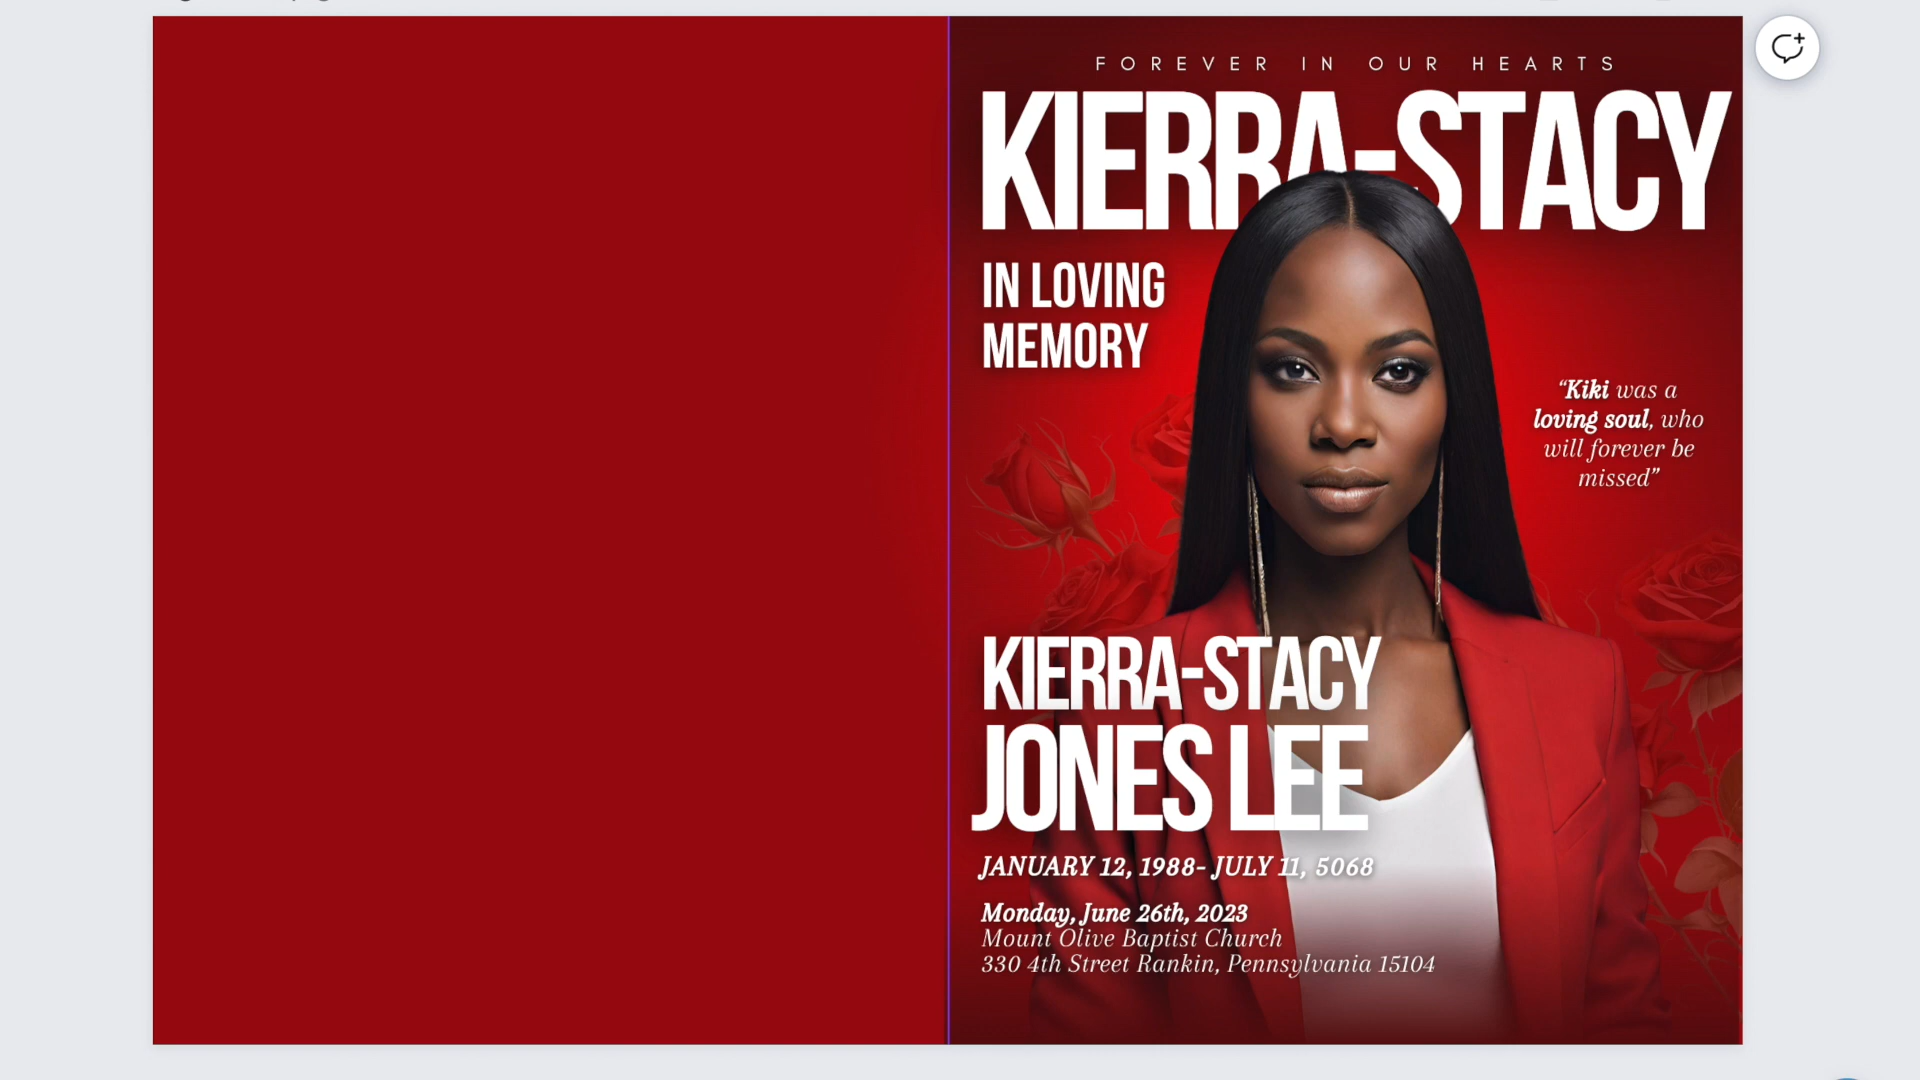 FOREVER IN OUR HEARTS
KIERRA-STACY
IN LOVING
MEMORY
“Kiki was a
loving soul, who
will forever be
missed”
KIERRA-STACY
JONES LEE
JANUARY 12, 1988- JULY 11, 5068
Monday, June 26th, 2023
Mount Olive Baptist Church
330 4th Street Rankin, Pennsylvania 15104